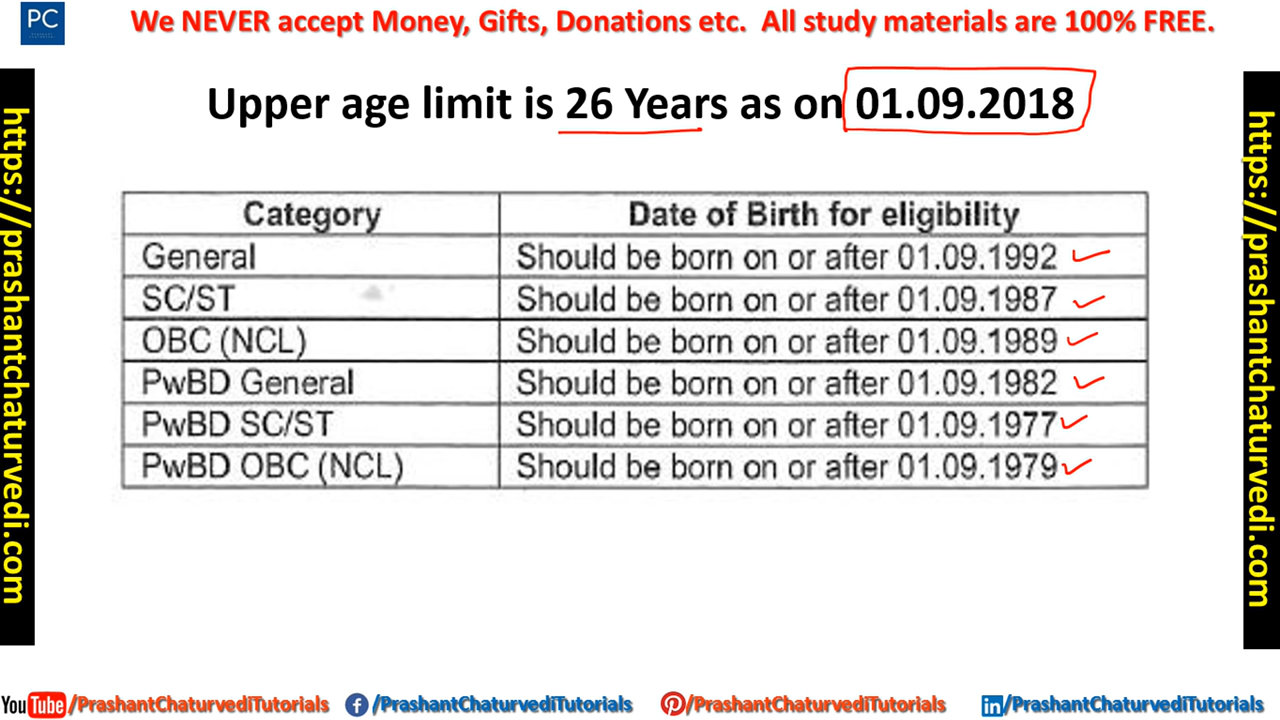 PC
We NEVER accept Money, Gifts, Donations etc. All study materials are 100% FREE.
Upper age limit is 26 Years as on 01.09.2018
https://prashantchaturvedi.com
Category Date of Birth for eligibility
General Should be born on or after 01.09.1992
SC/ST Should be born on or after 01.09.1987
OBC (NCL) Should be born on or after 01.09.1989
PwBD General Should be born on or after 01.09.1982
PwBD SC/ST Should be born on or after 01.09.1977
PwBD OBC (NCL) Should be born on or after 01.09.1979
https://prashantchaturvedi.com
YouTube/PrashantChaturvediTutorials f/PrashantChaturvediTutorials /PrashantChaturvediTutorials in/PrashantChaturvediTutorials